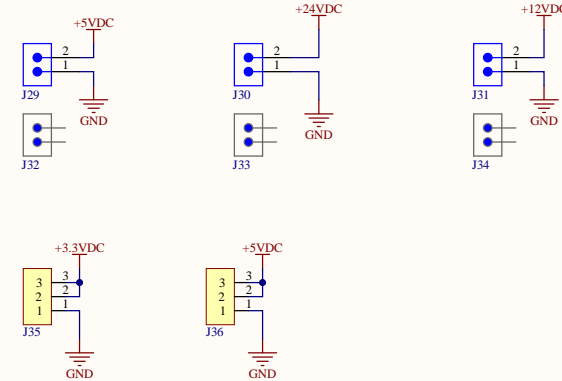 +5VDC
+24VDC
+12VDC
2
1
2
1
2
1
J29
J30
J31
GND
GND
GND
J32
J33
J34
+3.3VDC
+5VDC
3
3
2
2
1
1
3
3
2
2
1
1
J35
J36
GND
GND